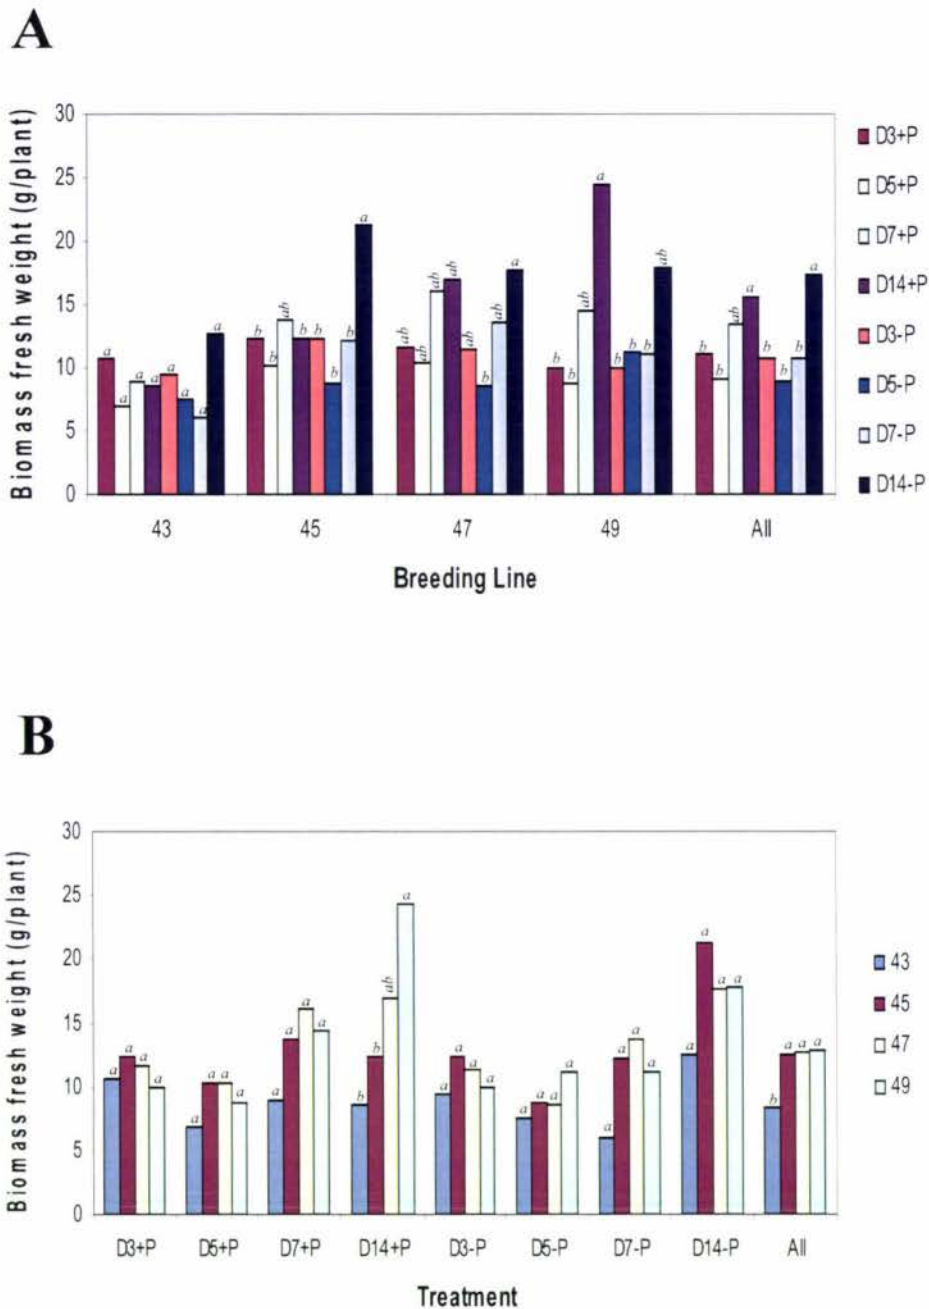 A
Biomass fresh weight (g/plant)
30
25
20
15
10
5
0
a a a a a a a a
b b ab b b b b a
ab ab ab ab ab b ab a
b b ab a b b b ab
b b ab a b b b a
43 45 47 49 All
Breeding Line
D3+P
D5+P
D7+P
D14+P
D3-P
D5-P
D7-P
D14-P
B
Biomass fresh weight (g/plant)
30
25
20
15
10
5
0
a a a a
a a a a
a a a a
b b ab a
a a a a
a a a a
a a a a
a a a a
b a a a
D3+P D5+P D7+P D14+P D3-P D5-P D7-P D14-P All
Treatment
43
45
47
49